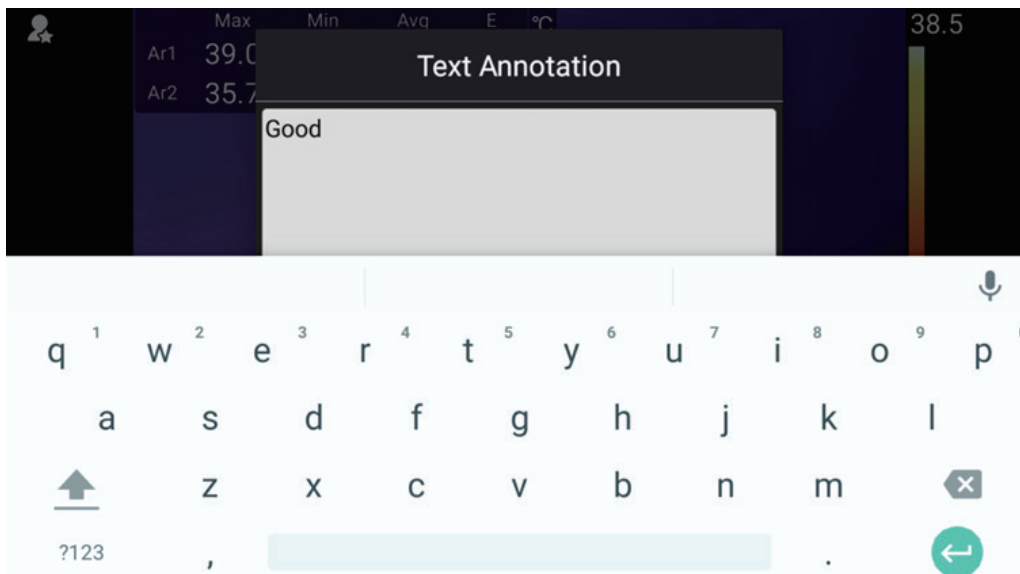 Max Min Avg E °C
38.5
Ar1 39.0
Ar2 35.7
Text Annotation
Good
q 1 w 2 e 3 r 4 t 5 y 6 u 7 i 8 o 9 p
a s d f g h j k l
z x c v b n m
?123 , .